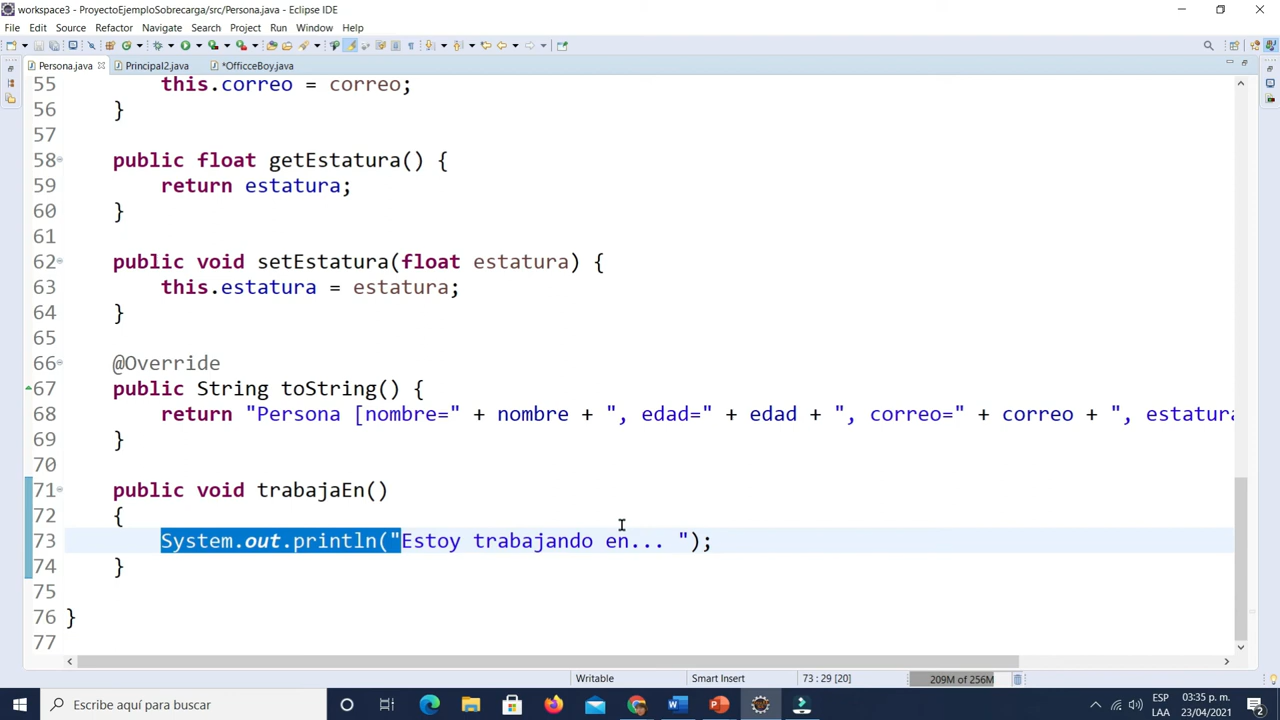 workspace3 - ProyectoEjemploSobrecarga/src/Persona.java - Eclipse IDE
File Edit Source Refactor Navigate Search Project Run Window Help
Persona.java Principal2.java *OfficceBoy.java
55 this.correo = correo;
56 }
57
58 public float getEstatura() {
59 return estatura;
60 }
61
62 public void setEstatura(float estatura) {
63 this.estatura = estatura;
64 }
65
66 @Override
67 public String toString() {
68 return "Persona [nombre=" + nombre + ", edad=" + edad + ", correo=" + correo + ", estatura
69 }
70
71 public void trabajaEn()
72 {
73 System.out.println("Estoy trabajando en... ");
74 }
75
76 }
77
Writable Smart Insert 73 : 29 [20] 209M of 256M
Escribe aquí para buscar ESP 03:35 p. m.
LAA 23/04/2021 2